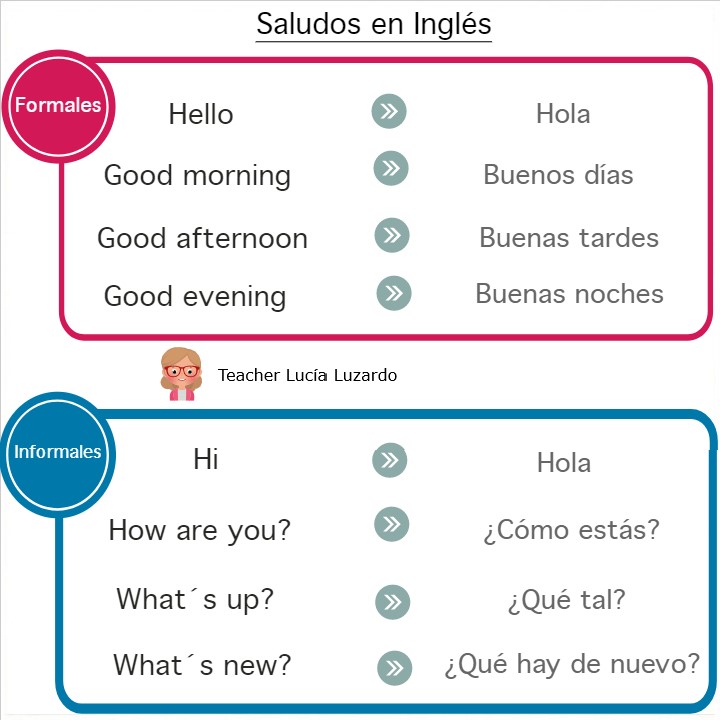 Saludos en Inglés
Formales
Hello Hola
Good morning Buenos días
Good afternoon Buenas tardes
Good evening Buenas noches
Teacher Lucía Luzardo
Informales
Hi Hola
How are you? ¿Cómo estás?
What´s up? ¿Qué tal?
What´s new? ¿Qué hay de nuevo?